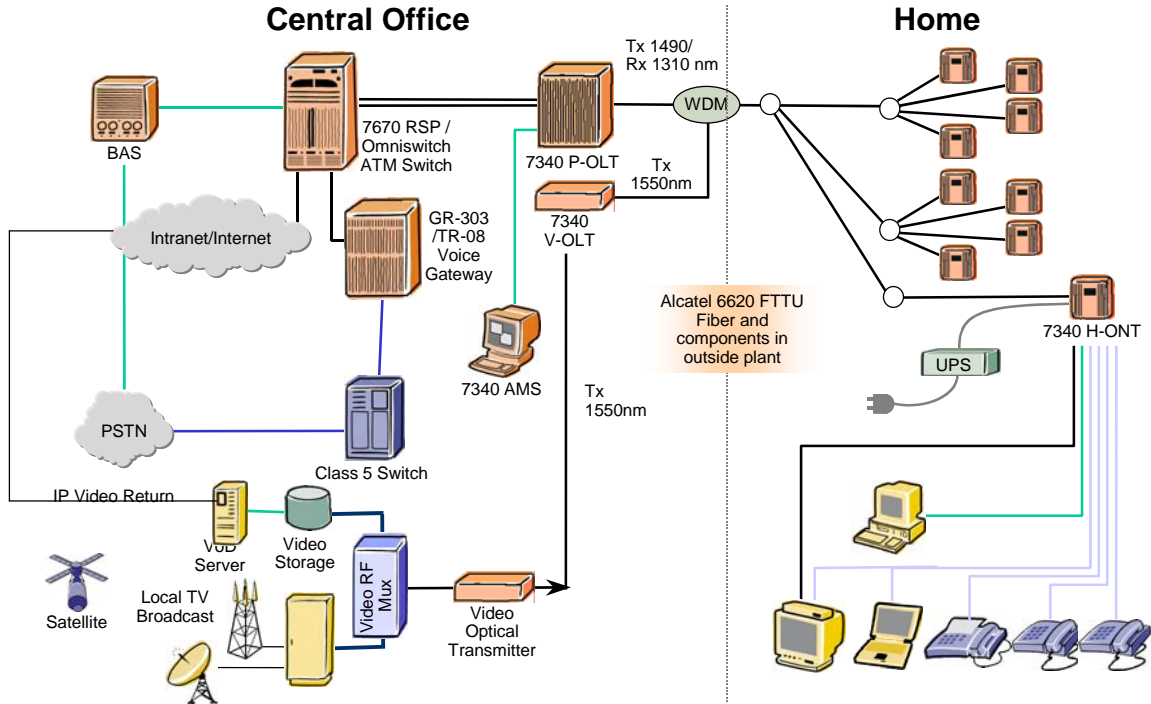 Central Office
Home
Tx 1490/
Rx 1310 nm
WDM
BAS
7670 RSP /
Omniswitch
ATM Switch
7340 P-OLT
Tx
1550nm
7340
V-OLT
Intranet/Internet
GR-303
/TR-08
Voice
Gateway
Alcatel 6620 FTTU
Fiber and
components in
outside plant
7340 H-ONT
UPS
7340 AMS
Tx
1550nm
PSTN
Class 5 Switch
IP Video Return
VoD
Server
Video
Storage
Video RF
Mux
Satellite
Local TV
Broadcast
Video
Optical
Transmitter